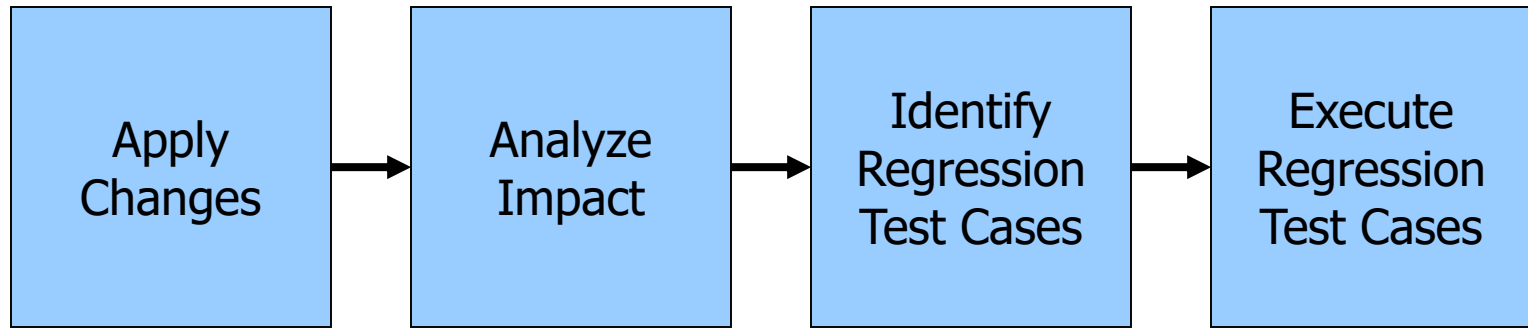 Apply
Changes
Analyze
Impact
Identify
Regression
Test Cases
Execute
Regression
Test Cases